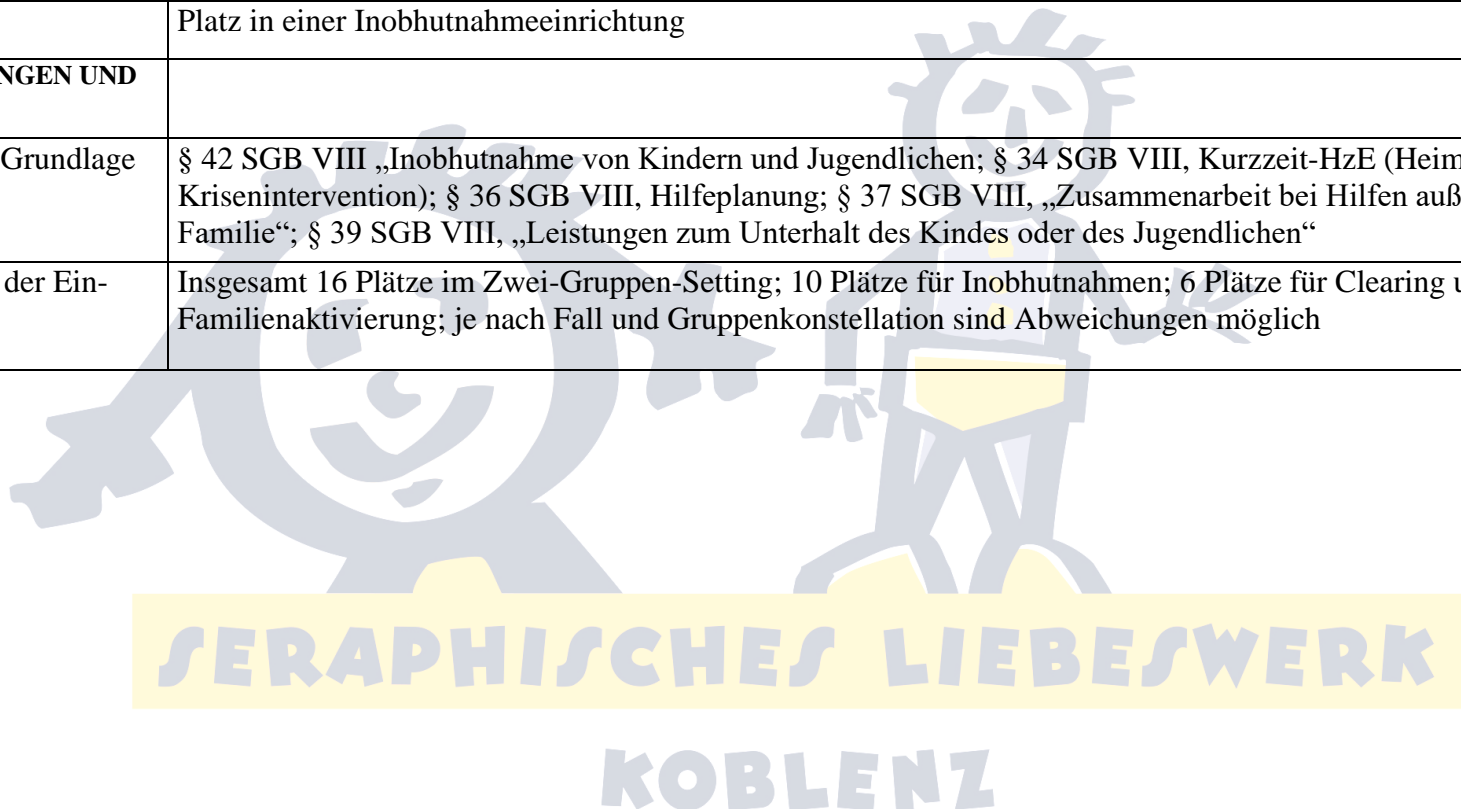 Platz in einer Inobhutnahmeeinrichtung
NGEN UND
Grundlage
§ 42 SGB VIII „Inobhutnahme von Kindern und Jugendlichen; § 34 SGB VIII, Kurzzeit-HzE (Heim
Krisenintervention); § 36 SGB VIII, Hilfeplanung; § 37 SGB VIII, „Zusammenarbeit bei Hilfen auß
Familie“; § 39 SGB VIII, „Leistungen zum Unterhalt des Kindes oder des Jugendlichen“
der Ein-
Insgesamt 16 Plätze im Zwei-Gruppen-Setting; 10 Plätze für Inobhutnahmen; 6 Plätze für Clearing u
Familienaktivierung; je nach Fall und Gruppenkonstellation sind Abweichungen möglich
SERAPHISCHES LIEBESWERK
KOBLENZ